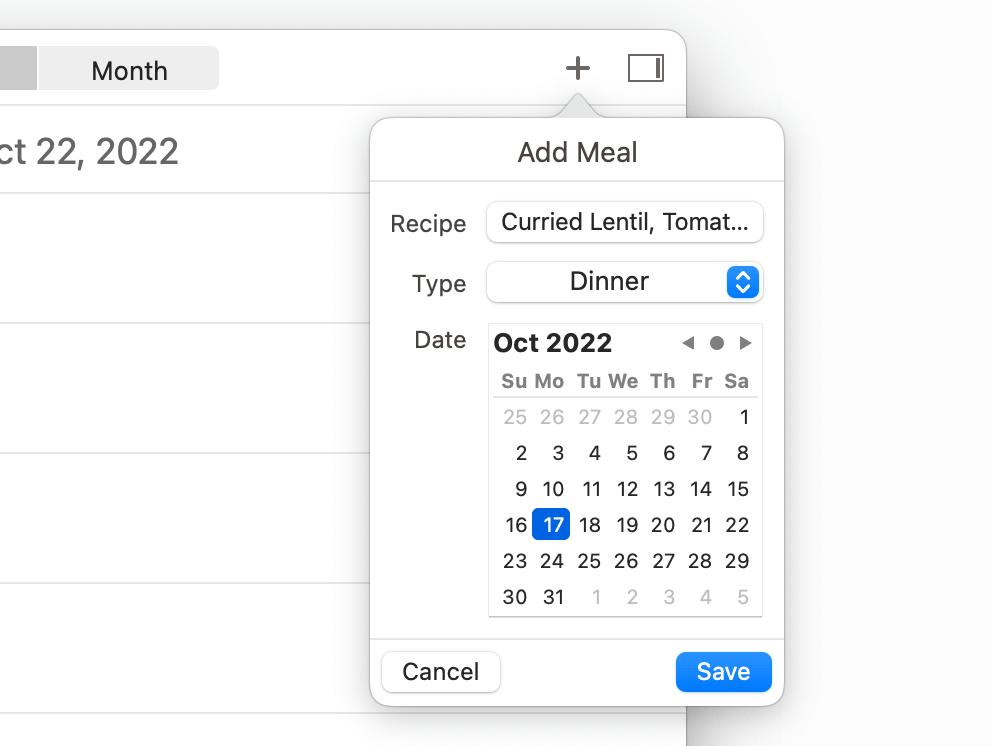 Month
ct 22, 2022
Add Meal
Recipe Curried Lentil, Tomat...
Type Dinner
Date Oct 2022
Su Mo Tu We Th Fr Sa
25 26 27 28 29 30 1
2 3 4 5 6 7 8
9 10 11 12 13 14 15
16 17 18 19 20 21 22
23 24 25 26 27 28 29
30 31 1 2 3 4 5
Cancel Save